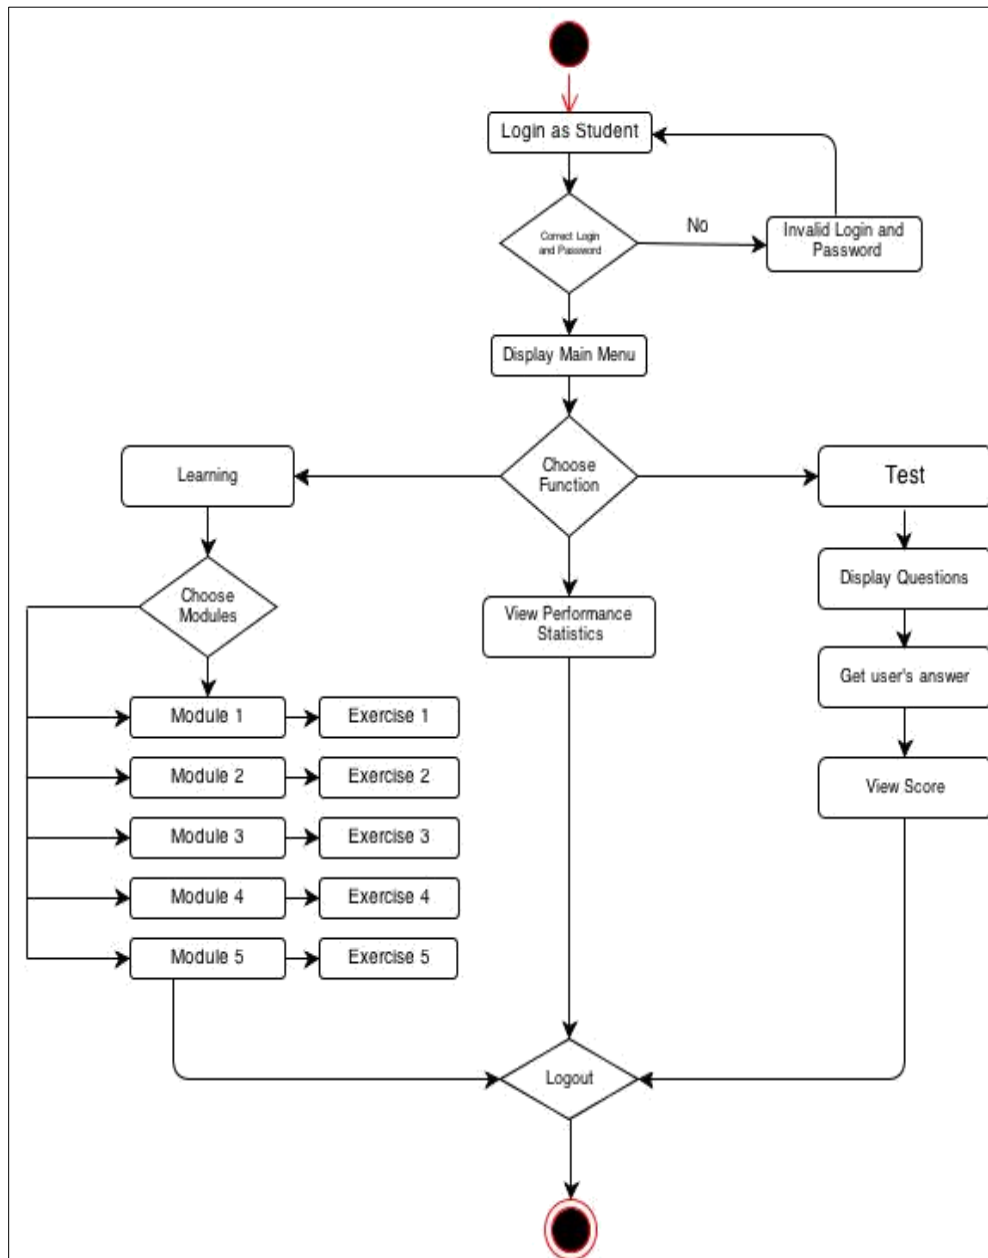 Login as Student
Correct Login
and Password
No
Invalid Login and
Password
Display Main Menu
Learning
Choose
Function
Test
Choose
Modules
View Performance
Statistics
Display Questions
Get user's answer
Module 1
Exercise 1
Module 2
Exercise 2
View Score
Module 3
Exercise 3
Module 4
Exercise 4
Module 5
Exercise 5
Logout